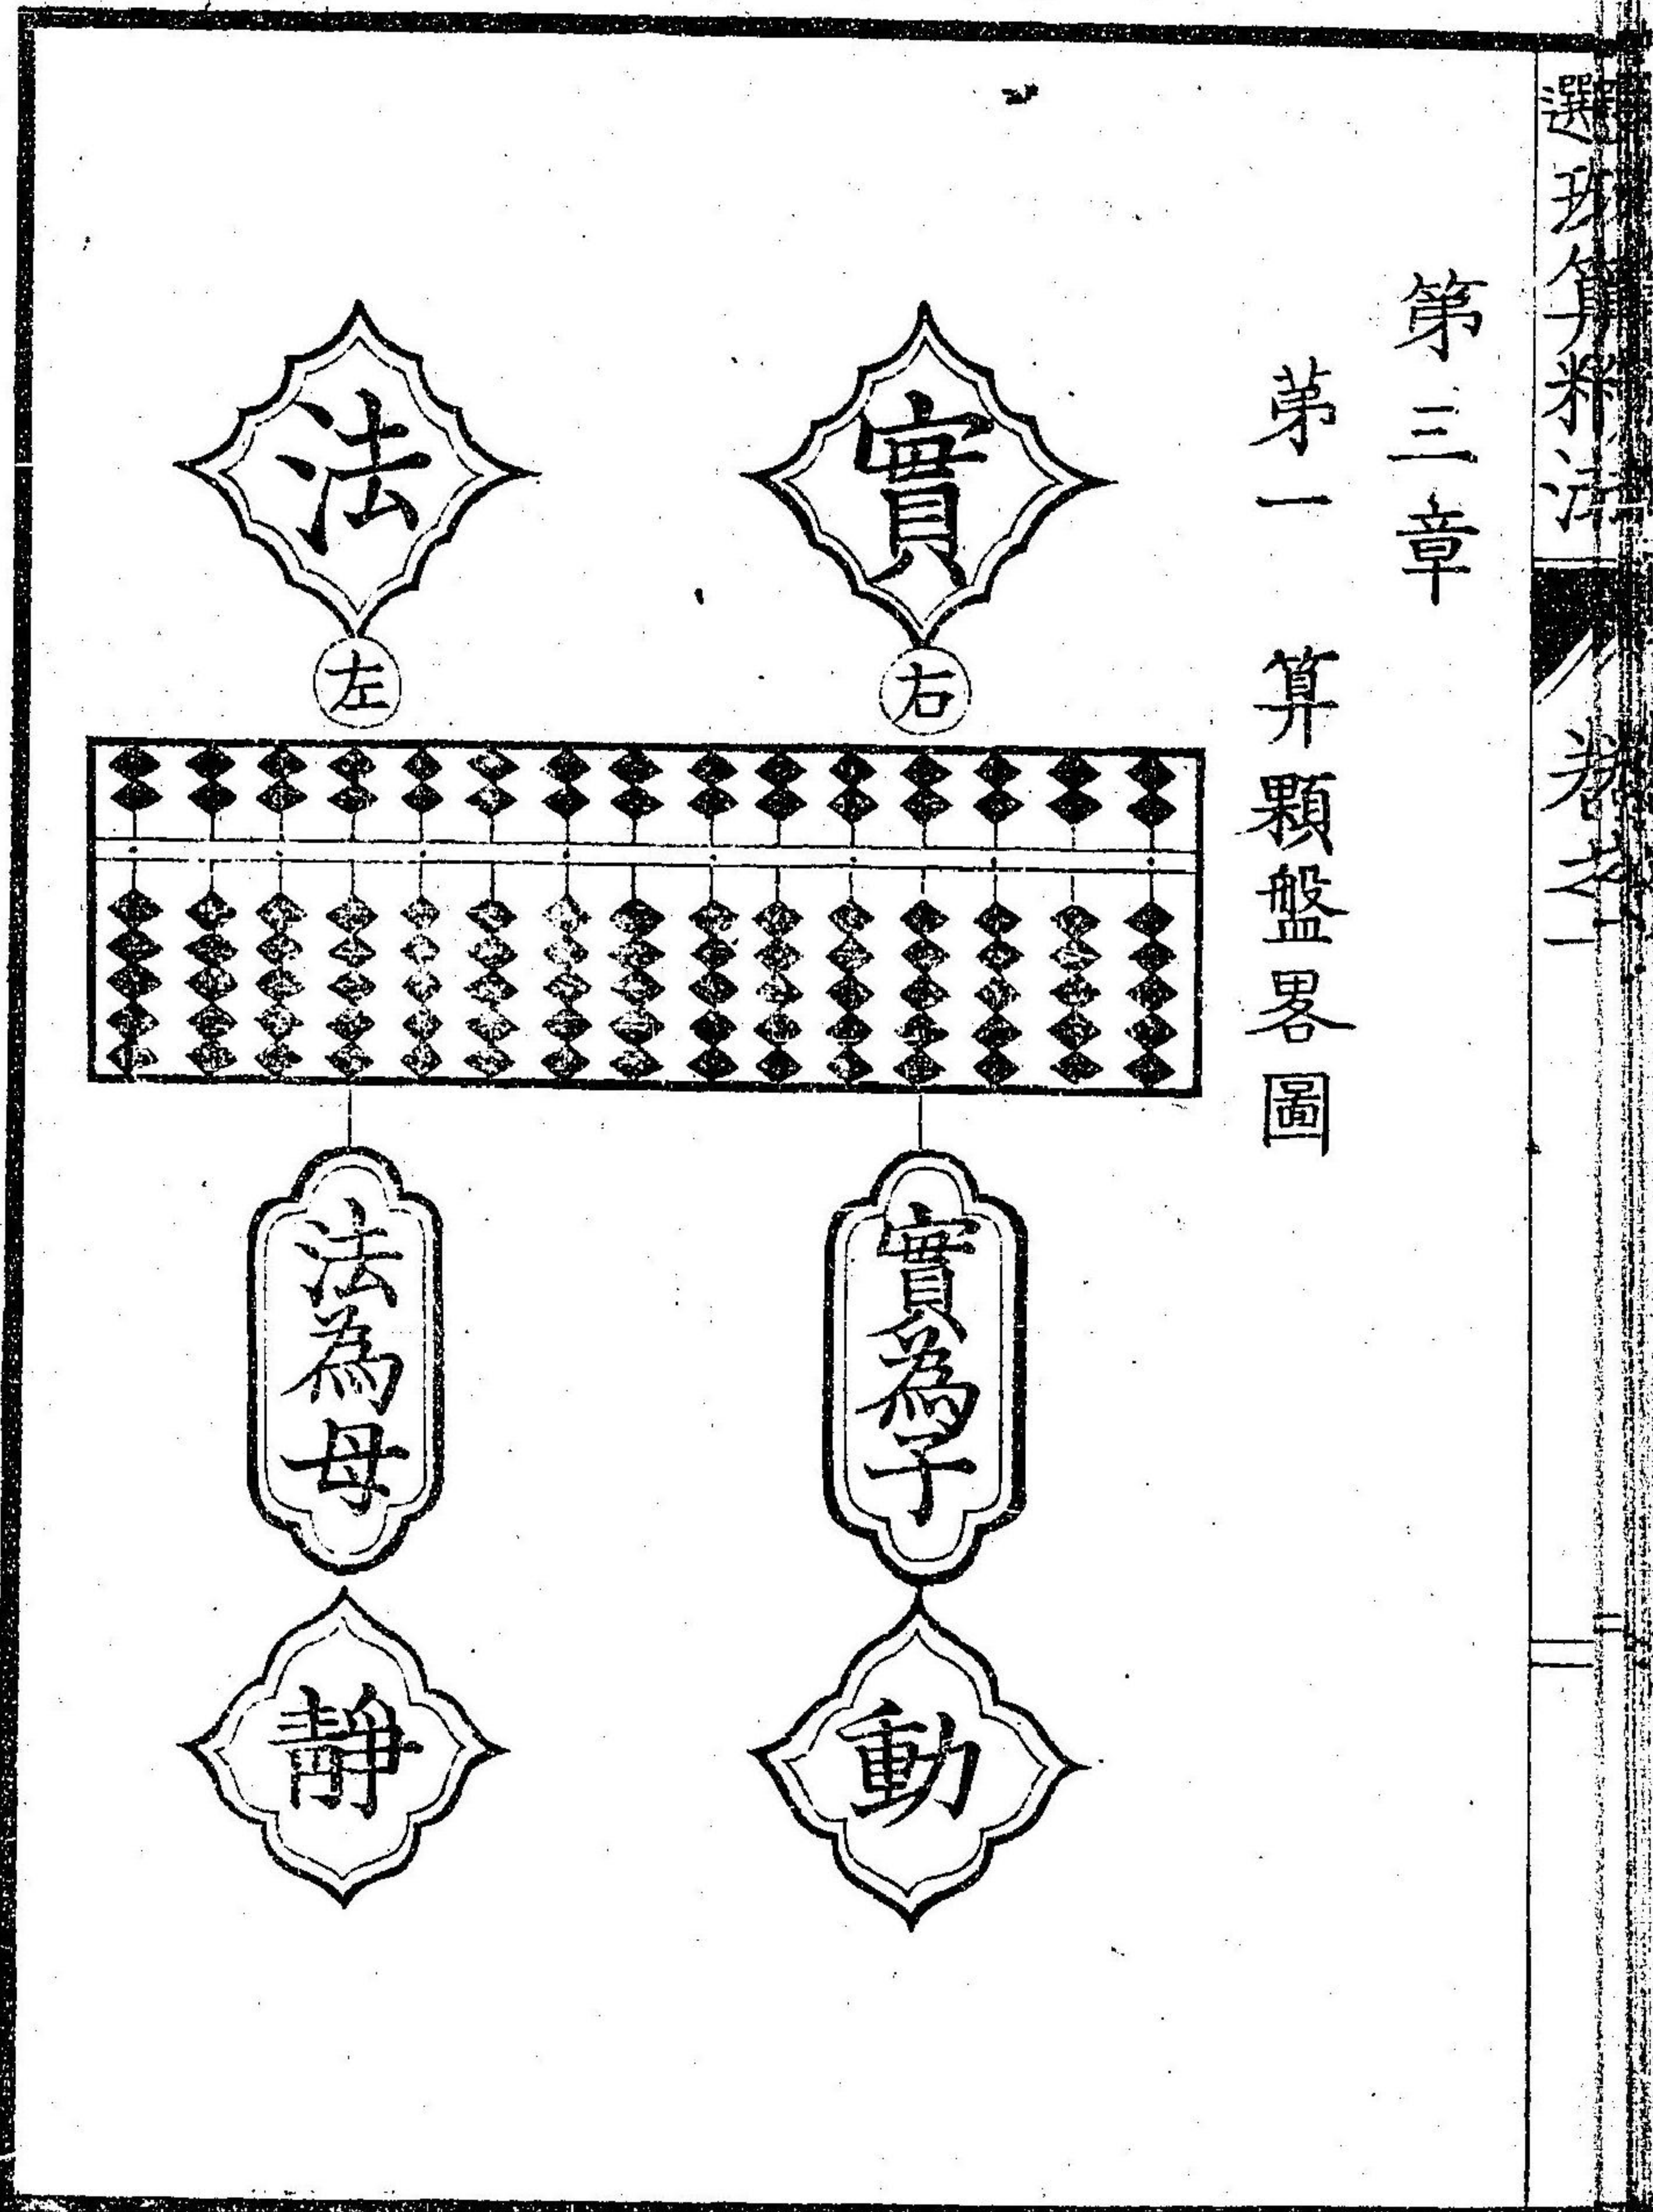 第三章
苐一　算顆盤畧圖
實
右
實為子
動
法
左
法為母
靜
卷之一